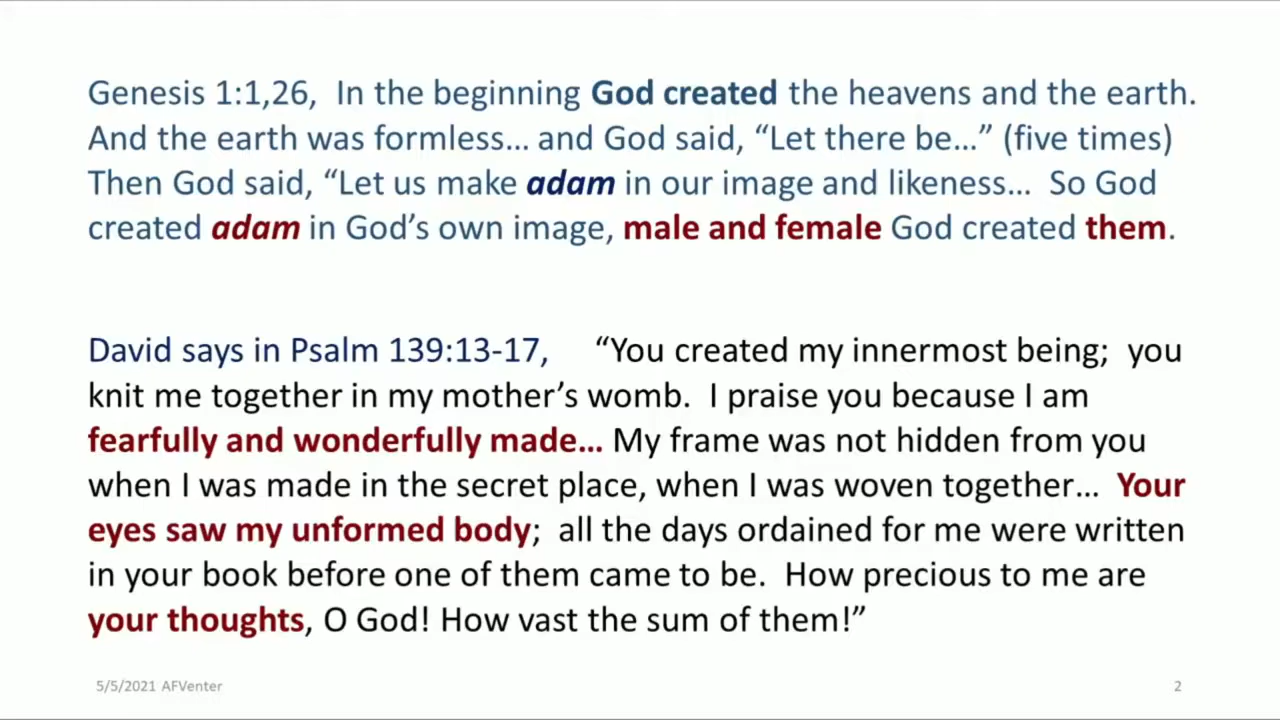 Genesis 1:1,26, In the beginning God created the heavens and the earth.
And the earth was formless... and God said, “Let there be...” (five times)
Then God said, “Let us make adam in our image and likeness... So God
created adam in God’s own image, male and female God created them.
David says in Psalm 139:13-17, “You created my innermost being; you
knit me together in my mother’s womb. I praise you because I am
fearfully and wonderfully made... My frame was not hidden from you
when I was made in the secret place, when I was woven together... Your
eyes saw my unformed body; all the days ordained for me were written
in your book before one of them came to be. How precious to me are
your thoughts, O God! How vast the sum of them!”
5/5/2021 AFVenter
2